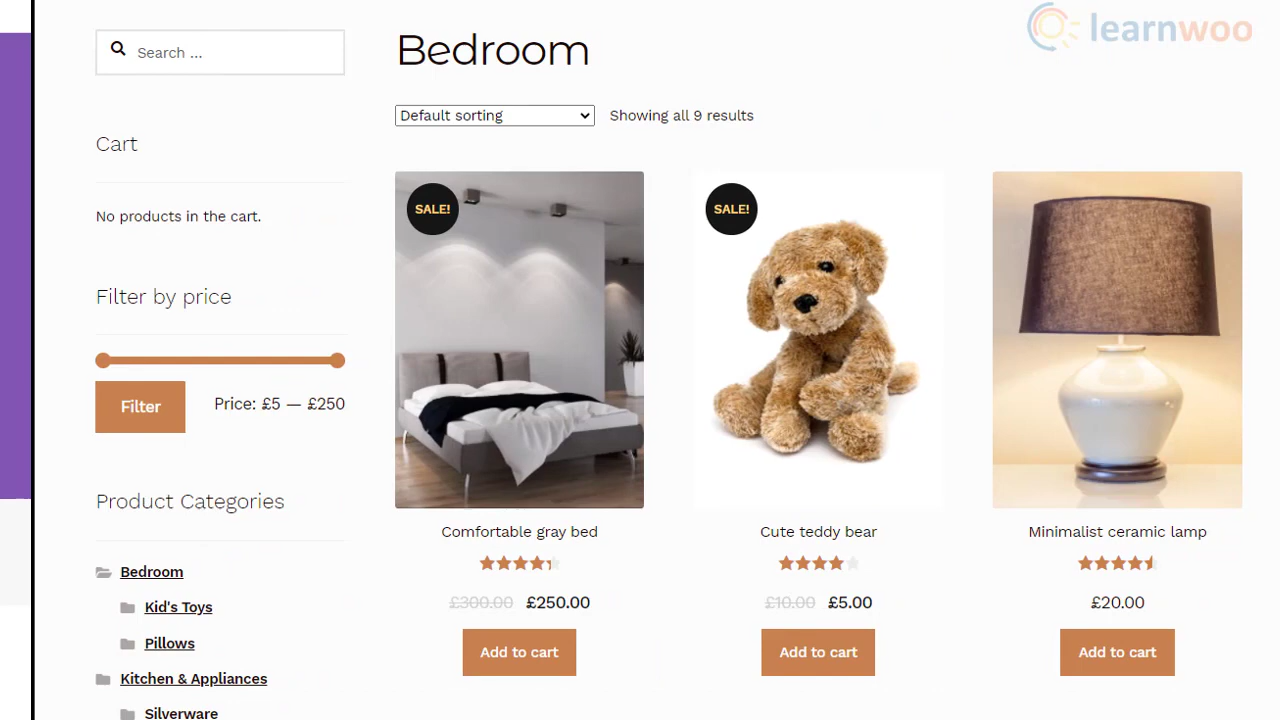 learnwoo
Search ...
Cart
No products in the cart.
Filter by price
Filter
Price: £5 — £250
Product Categories
Bedroom
Kid's Toys
Pillows
Kitchen & Appliances
Silverware
Bedroom
Default sorting
Showing all 9 results
SALE!
Comfortable gray bed
£300.00 £250.00
Add to cart
SALE!
Cute teddy bear
£10.00 £5.00
Add to cart
Minimalist ceramic lamp
£20.00
Add to cart